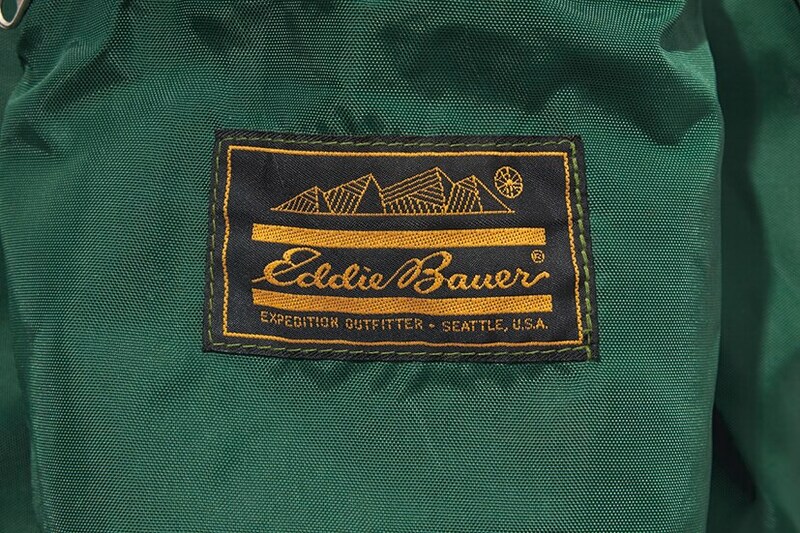 Eddie Bauer®
EXPEDITION OUTFITTER • SEATTLE, U.S.A.